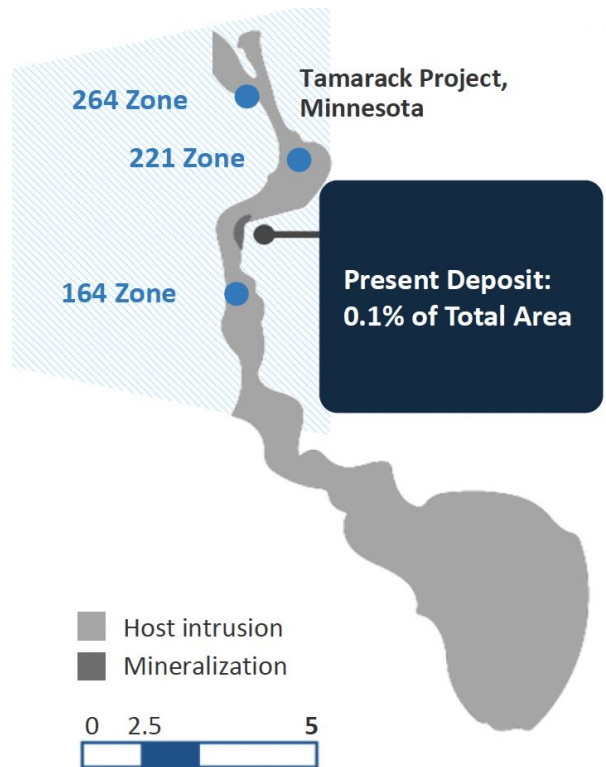 264 Zone
Tamarack Project,
Minnesota
221 Zone
Present Deposit:
0.1% of Total Area
164 Zone
Host intrusion
Mineralization
0 2.5 5